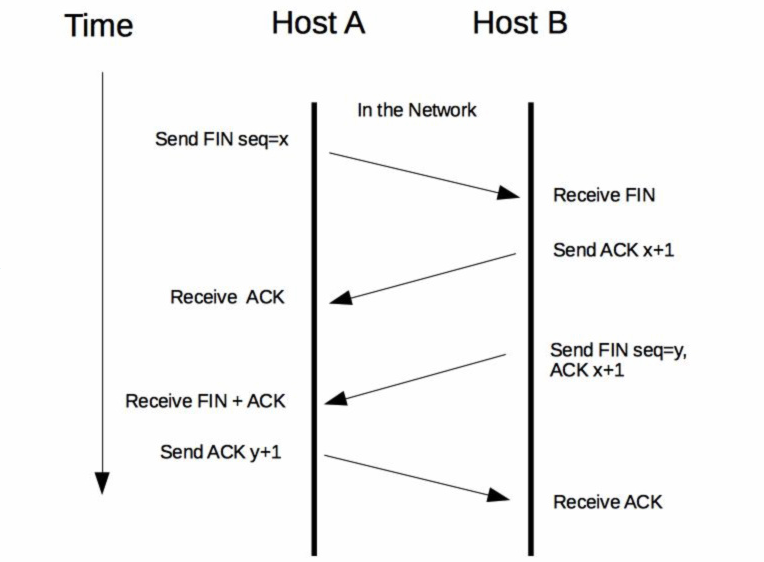 Time
Host A
Host B
In the Network
Send FIN seq=x
Receive FIN
Send ACK x+1
Receive ACK
Send FIN seq=y,
ACK x+1
Receive FIN + ACK
Send ACK y+1
Receive ACK